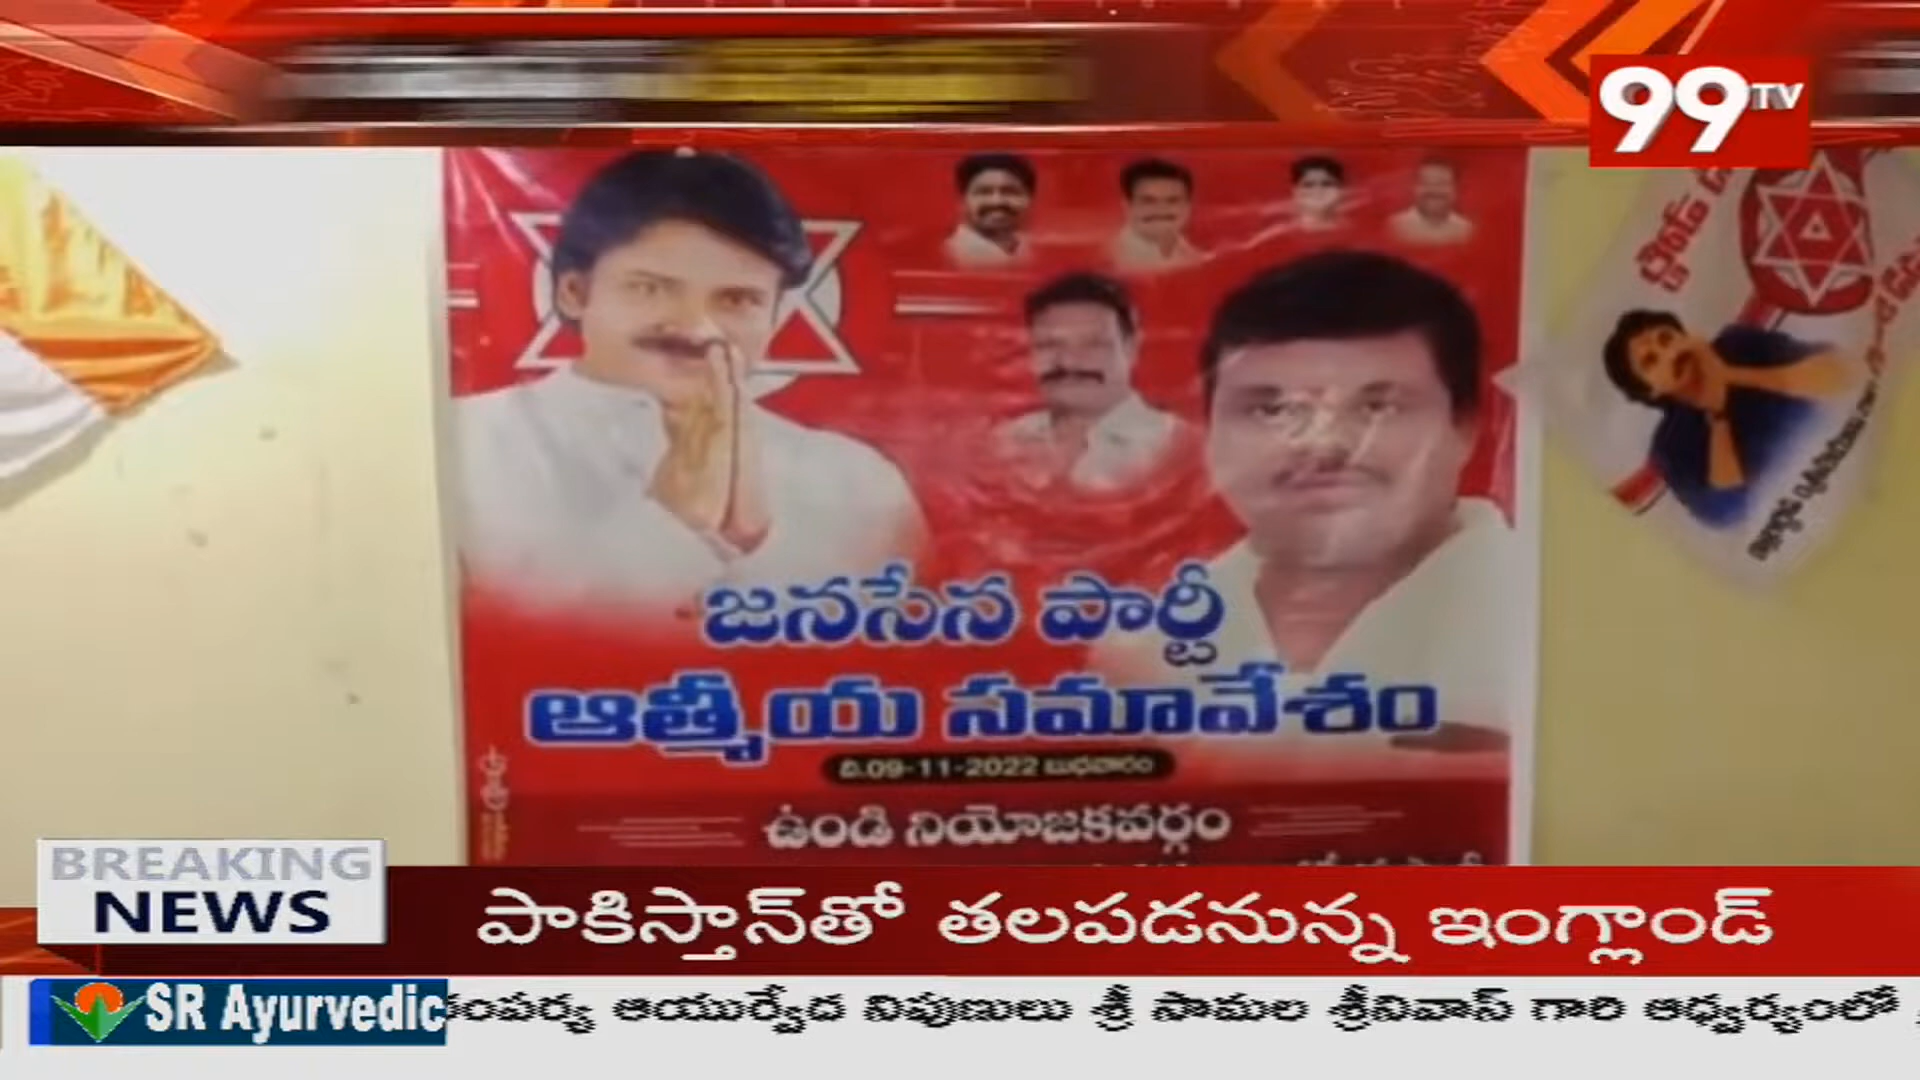 99TV
జనసేన పార్టీ
ఆత్మీయ సమావేశం
ది.09-11-2022 బుధవారం
ఉండి నియోజకవర్గం
BREAKING
NEWS
పాకిస్తాన్‌తో తలపడనున్న ఇంగ్లాండ్
SR Ayurvedic
ఆయుర్వేద నిపుణులు శ్రీ సామల శ్రీనివాస్ గారి ఆధ్వర్యంలో